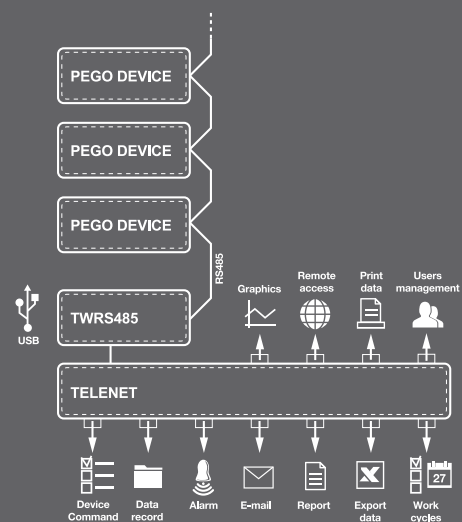 PEGO DEVICE
PEGO DEVICE
PEGO DEVICE
RS485
TWRS485
USB
Graphics
Remote
access
Print
data
Users
management
TELENET
Device
Command
Data
record
Alarm
E-mail
Report
X
Export
data
27
Work
cycles